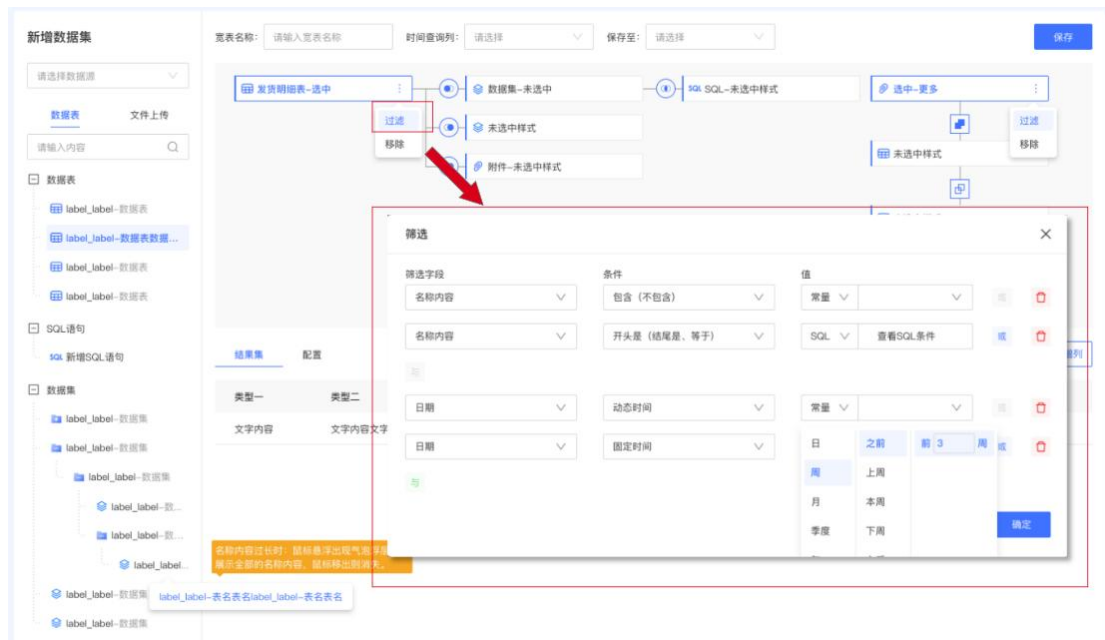 新增数据集
宽表名称： 请输入宽表名称 时间查询列： 请选择 保存至： 请选择 保存
请选择数据源
数据表 文件上传
请输入内容
数据表
label_label-数据表
label_label-数据表数据...
label_label-数据表
label_label-数据表
SQL语句
SQL 新增SQL语句
数据集
label_label-数据集
label_label-数据集
label_label-数据集
label_label-数...
label_label-数...
label_label...
label_label-数据集
label_label-数据集
label_label-表名表名label_label-表名表名
发货明细表-选中
过滤
移除
数据集-未选中
未选中样式
附件-未选中样式
SQL SQL-未选中样式
选中-更多
过滤
移除
未选中样式
结果集 配置
类型一 类型二
文字内容 文字内容文字
名称内容过长时：鼠标悬浮出现气泡浮层
展示全部的名称内容，鼠标移出则消失。
筛选
筛选字段 条件 值
名称内容 包含（不包含） 常量 或
名称内容 开头是（结尾是、等于） SQL 查看SQL条件 或
与
日期 动态时间 常量 或
日期 固定时间 或
与
日 之前 前 3 周
周 上周
月 本周
季度 下周
确定